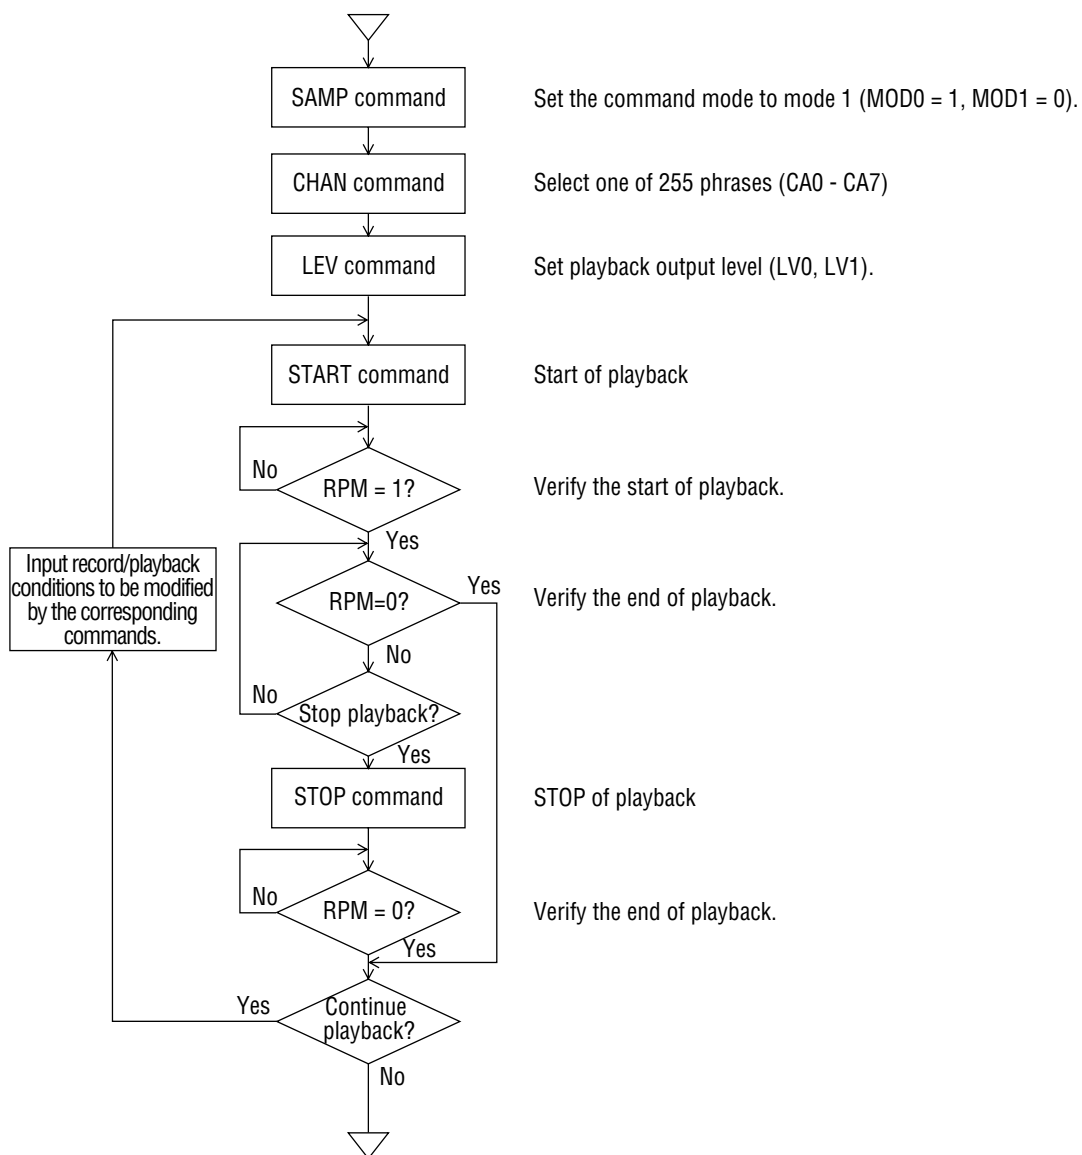 SAMP command
Set the command mode to mode 1 (MOD0 = 1, MOD1 = 0).
CHAN command
Select one of 255 phrases (CA0 - CA7)
LEV command
Set playback output level (LV0, LV1).
START command
Start of playback
No
RPM = 1?
Verify the start of playback.
Yes
Input record/playback
conditions to be modified
by the corresponding
commands.
RPM=0?
Yes
Verify the end of playback.
No
No
Stop playback?
Yes
STOP command
STOP of playback
No
RPM = 0?
Verify the end of playback.
Yes
Yes
Continue
playback?
No